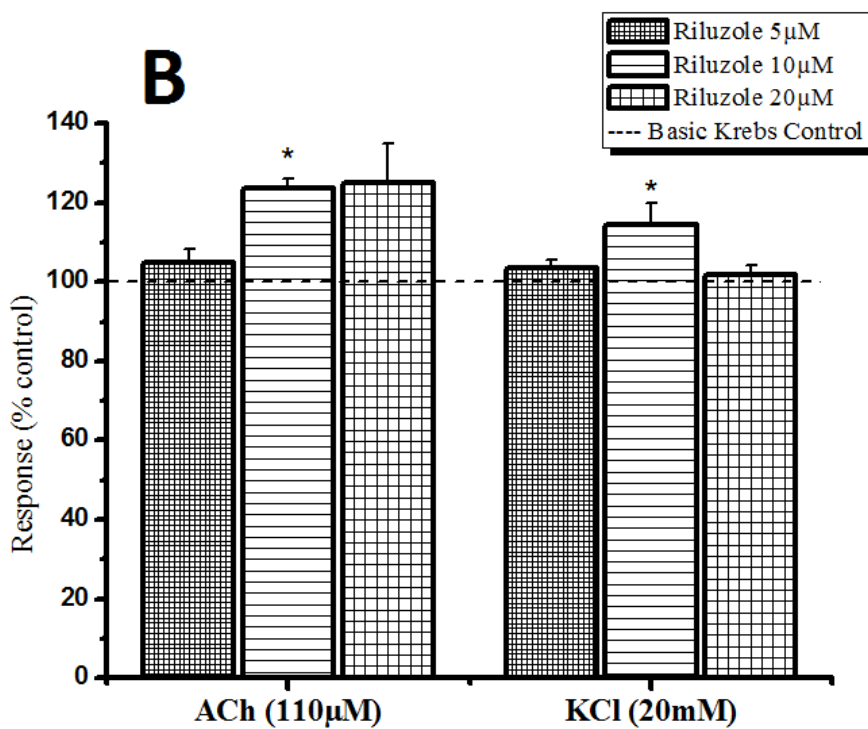 B
Riluzole 5µM
Riluzole 10µM
Riluzole 20µM
Basic Krebs Control
Response (% control)
140
120
100
80
60
40
20
0
*
*
ACh (110µM)
KCl (20mM)